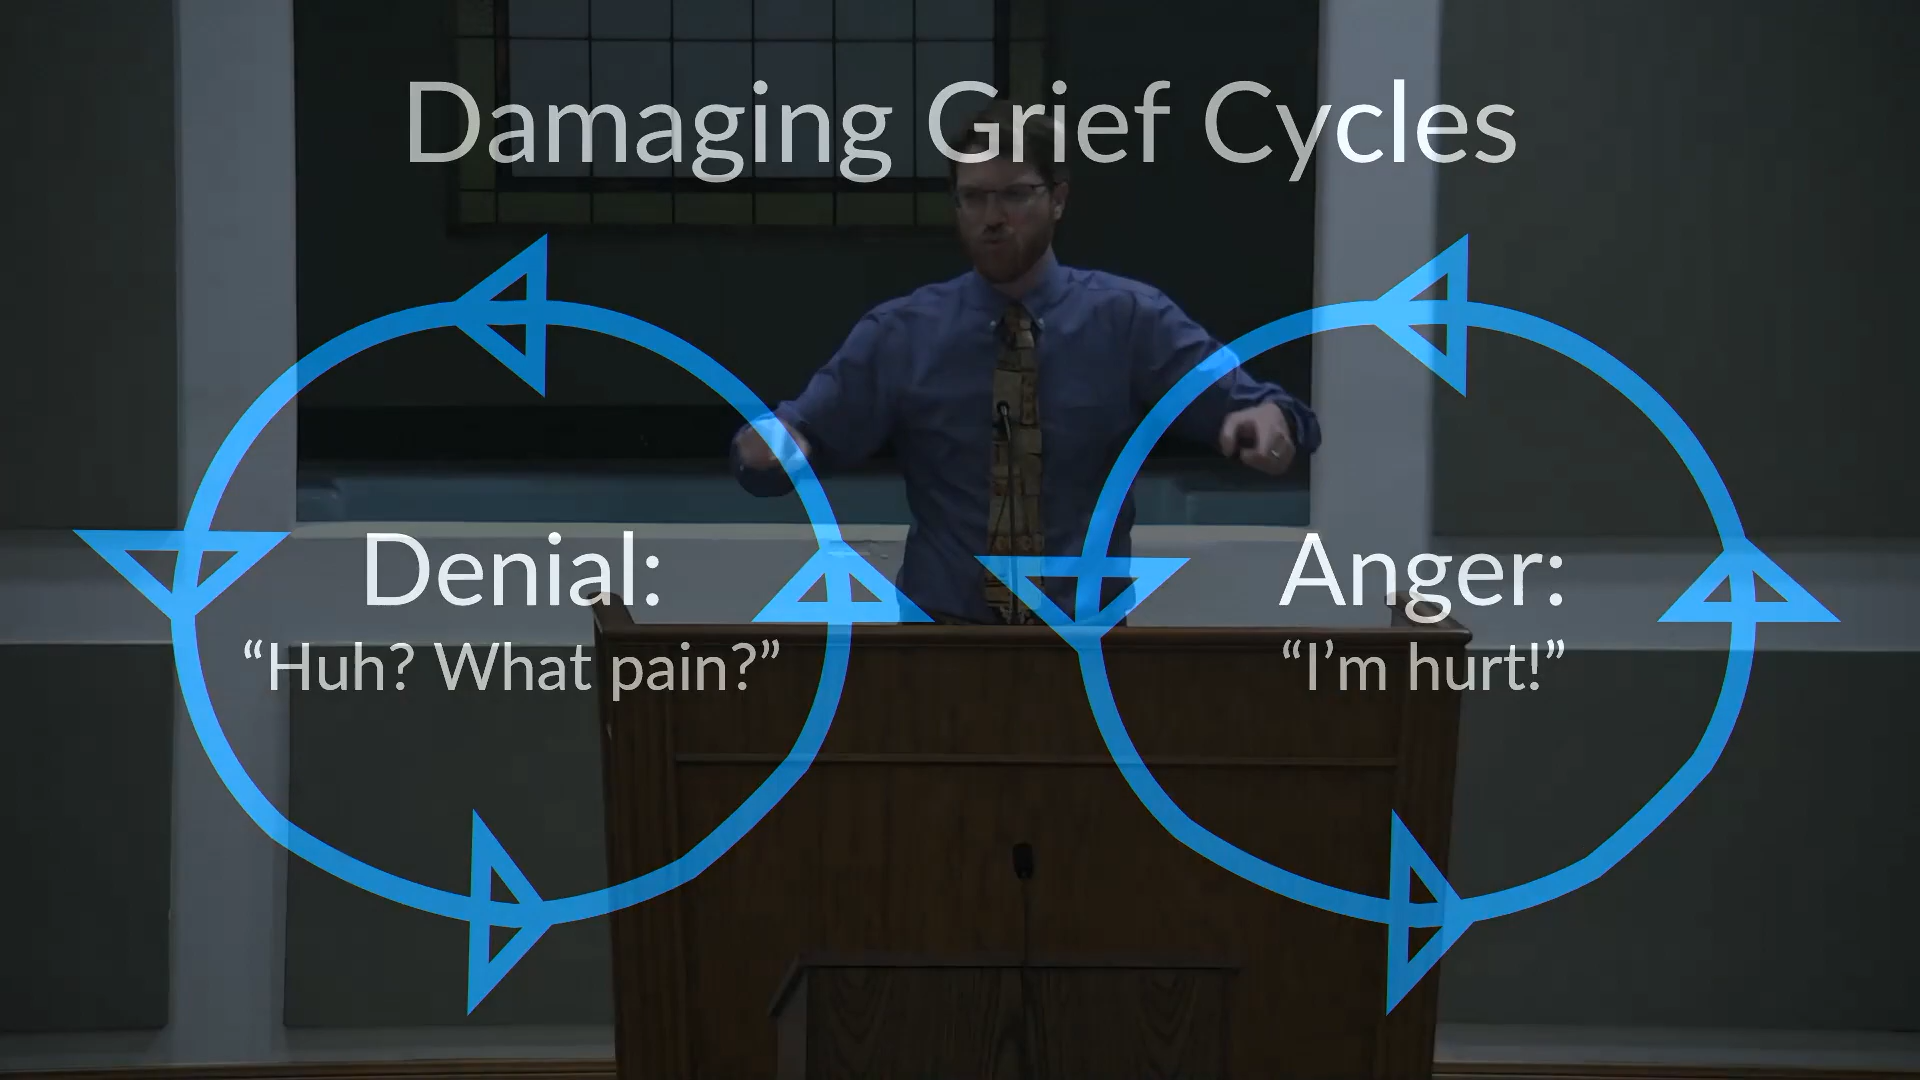 Damaging Grief Cycles
Denial:
“Huh? What pain?”
Anger:
“I’m hurt!”